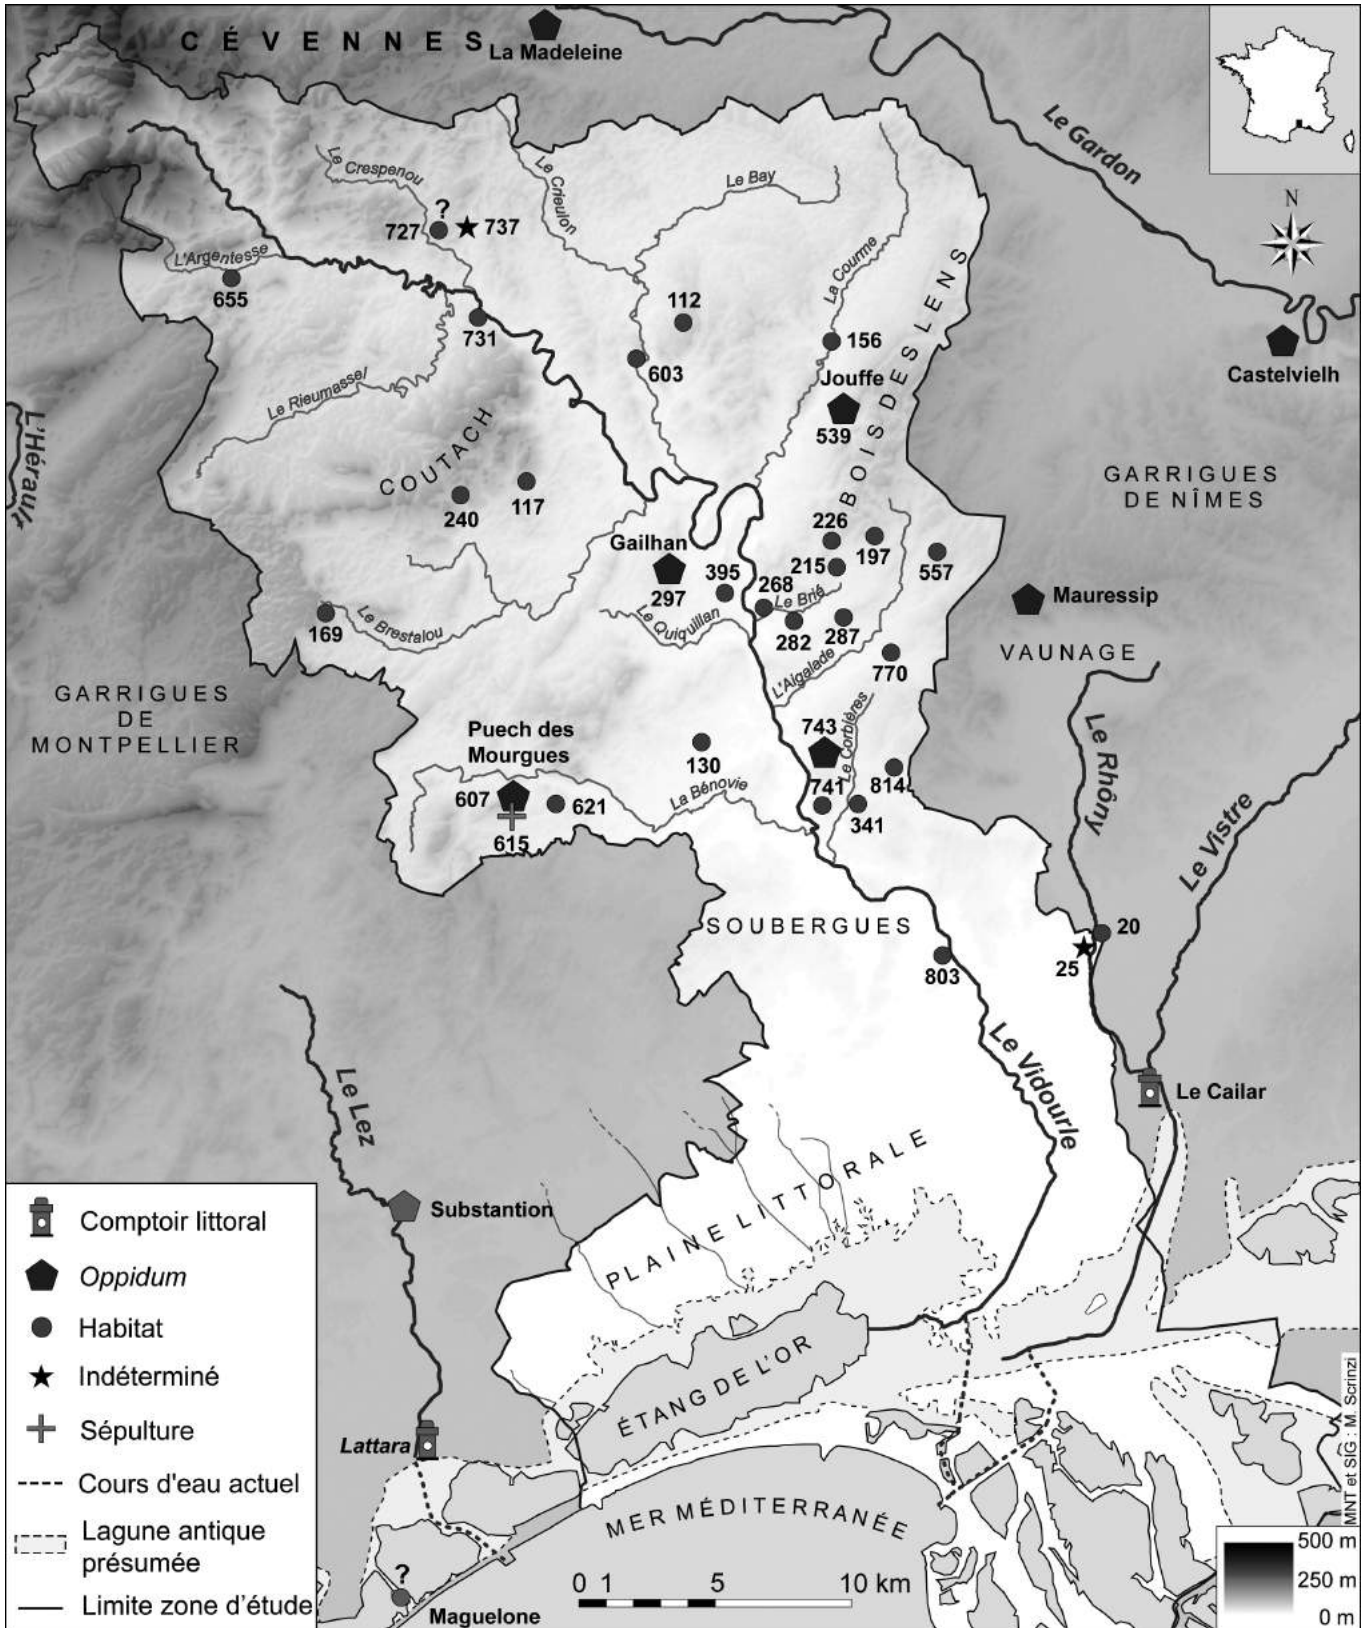 CÉVENNES
La Madeleine
Le Gardon
N
Le Crespenou
Le Crieulon
Le Bay
?
727
737
La Courme
L'Argentesse
655
112
731
156
603
Jouffe
Castelvielh
Le Rieumassel
539
BOIS DES LENS
L'Hérault
COUTACH
GARRIGUES
DE NÎMES
117
240
226
197
Gailhan
215
557
395
268
297
Le Brié
Mauressip
Le Quiquillan
169
Le Brestalou
282
287
VAUNAGE
770
L'Aigalade
GARRIGUES
DE
MONTPELLIER
Puech des
Mourgues
743
Le Corbières
Le Rhôny
130
814
741
La Bénovie
607
621
341
615
Le Vistre
SOUBERGUES
20
25
803
Le Vidourle
Le Lez
Le Cailar
PLAINE LITTORALE
Substantion
Comptoir littoral
Oppidum
Habitat
Indéterminé
Sépulture
Cours d'eau actuel
Lagune antique
présumée
Limite zone d'étude
ÉTANG DE L'OR
Lattara
MER MÉDITERRANÉE
?
Maguelone
0 1 5 10 km
500 m
250 m
0 m
MNT et SIG : M. Scrinzi